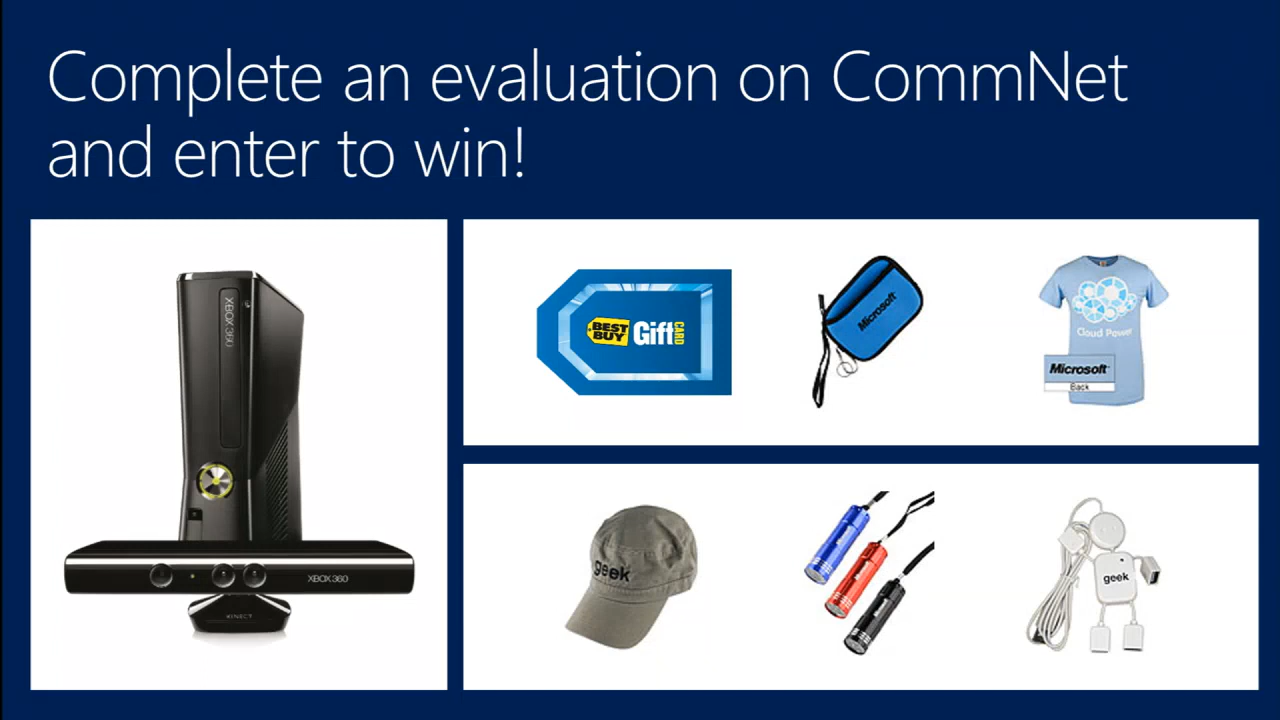 Complete an evaluation on CommNet
and enter to win!
XBOX 360
XBOX 360
KINECT
BEST
BUY
Gift
CARD
Microsoft
Cloud Power
Microsoft
Back
geek
geek